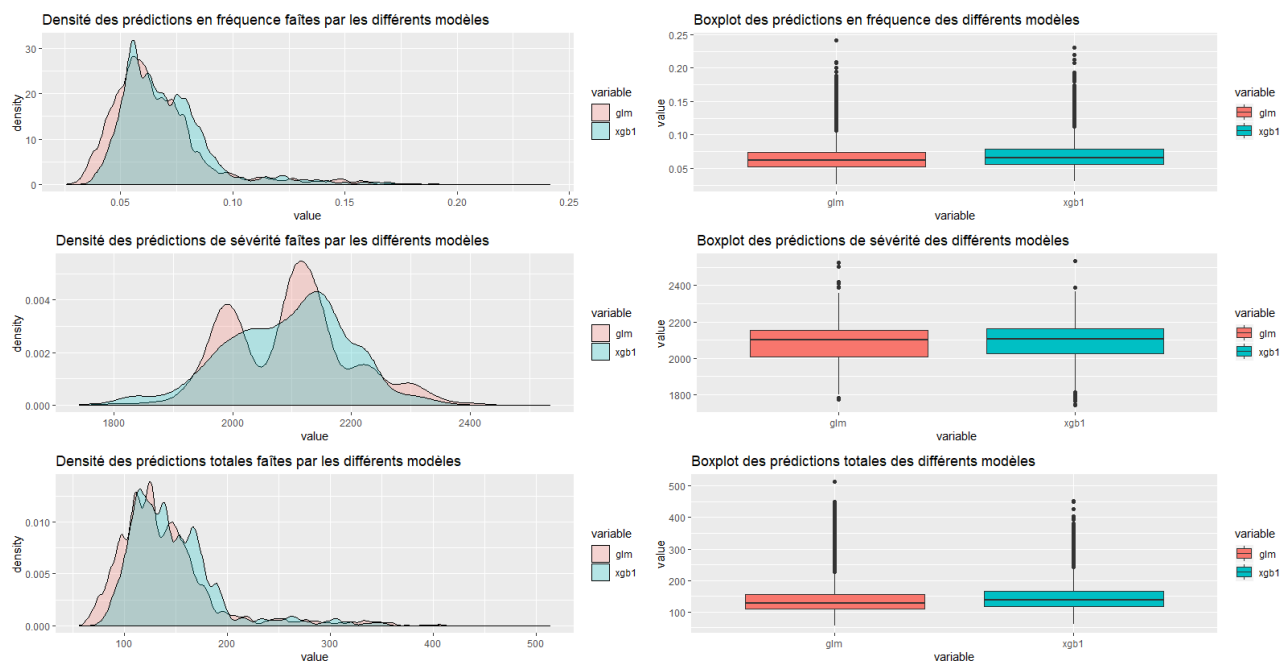 Densité des prédictions en fréquence faîtes par les différents modèles
density
30
20
10
0
0.05 0.10 0.15 0.20 0.25
value
variable
glm
xgb1
Boxplot des prédictions en fréquence des différents modèles
value
0.25
0.20
0.15
0.10
0.05
glm xgb1
variable
variable
glm
xgb1
Densité des prédictions de sévérité faîtes par les différents modèles
density
0.004
0.002
0.000
1800 2000 2200 2400
value
variable
glm
xgb1
Boxplot des prédictions de sévérité des différents modèles
value
2400
2200
2000
1800
glm xgb1
variable
variable
glm
xgb1
Densité des prédictions totales faîtes par les différents modèles
density
0.010
0.005
0.000
100 200 300 400 500
value
variable
glm
xgb1
Boxplot des prédictions totales des différents modèles
value
500
400
300
200
100
glm xgb1
variable
variable
glm
xgb1